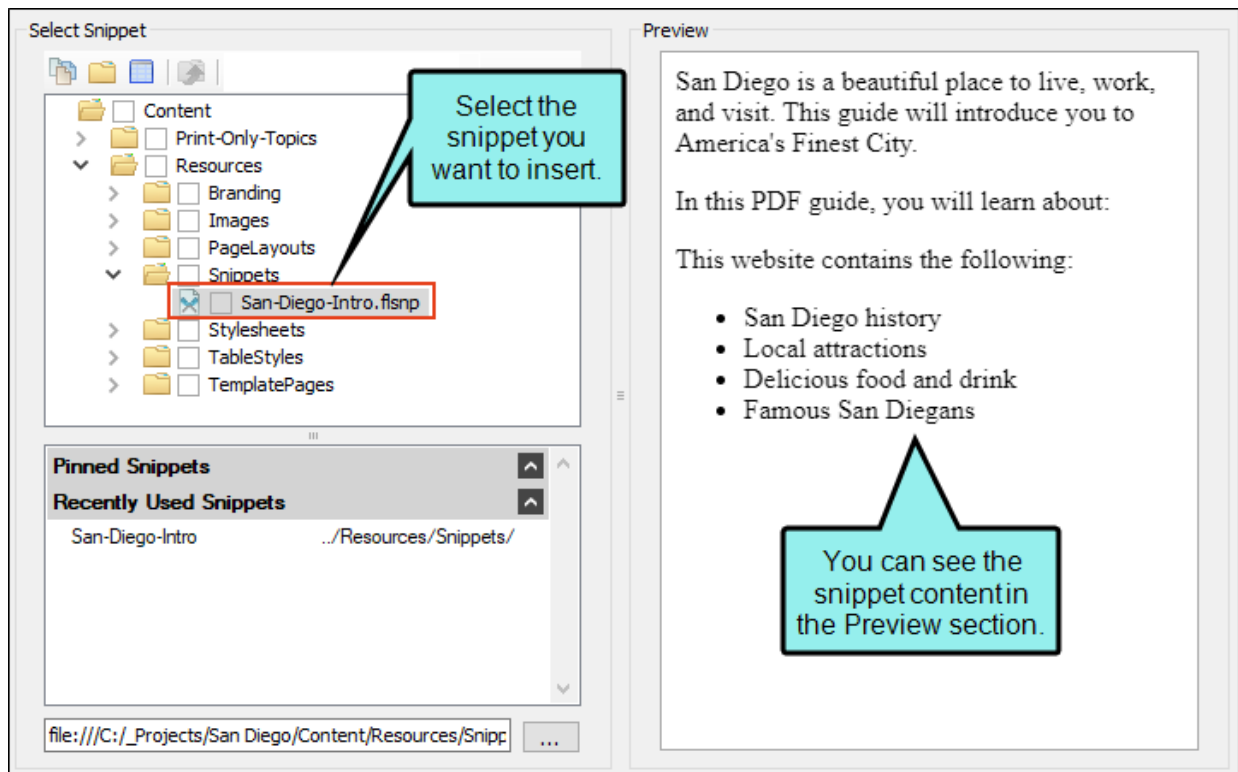 Select Snippet
Content
Print-Only-Topics
Resources
Branding
Images
PageLayouts
Snippets
San-Diego-Intro.flsnp
Stylesheets
TableStyles
TemplatePages
Select the
snippet you
want to insert.
Pinned Snippets
Recently Used Snippets
San-Diego-Intro ../Resources/Snippets/
file:///C:/_Projects/San Diego/Content/Resources/Snipp
...
Preview
San Diego is a beautiful place to live, work,
and visit. This guide will introduce you to
America's Finest City.
In this PDF guide, you will learn about:
This website contains the following:
• San Diego history
• Local attractions
• Delicious food and drink
• Famous San Diegans
You can see the
snippet content in
the Preview section.